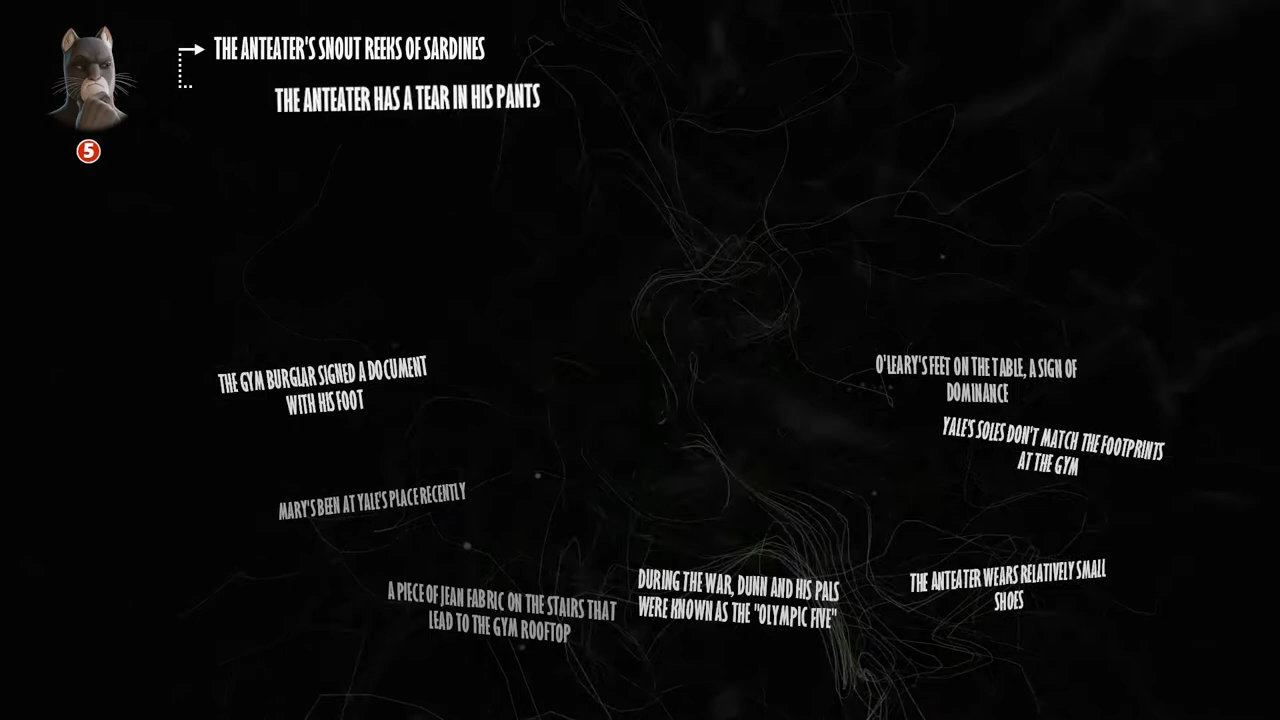 THE ANTEATER'S SNOUT REEKS OF SARDINES
THE ANTEATER HAS A TEAR IN HIS PANTS
5
THE GYM BURGLAR SIGNED A DOCUMENT
WITH HIS FOOT
O'LEARY'S FEET ON THE TABLE, A SIGN OF
DOMINANCE
YALE'S SOLES DON'T MATCH THE FOOTPRINTS
AT THE GYM
MARY'S BEEN AT YALE'S PLACE RECENTLY
A PIECE OF JEAN FABRIC ON THE STAIRS THAT
LEAD TO THE GYM ROOFTOP
DURING THE WAR, DUNN AND HIS PALS
WERE KNOWN AS THE "OLYMPIC FIVE"
THE ANTEATER WEARS RELATIVELY SMALL
SHOES